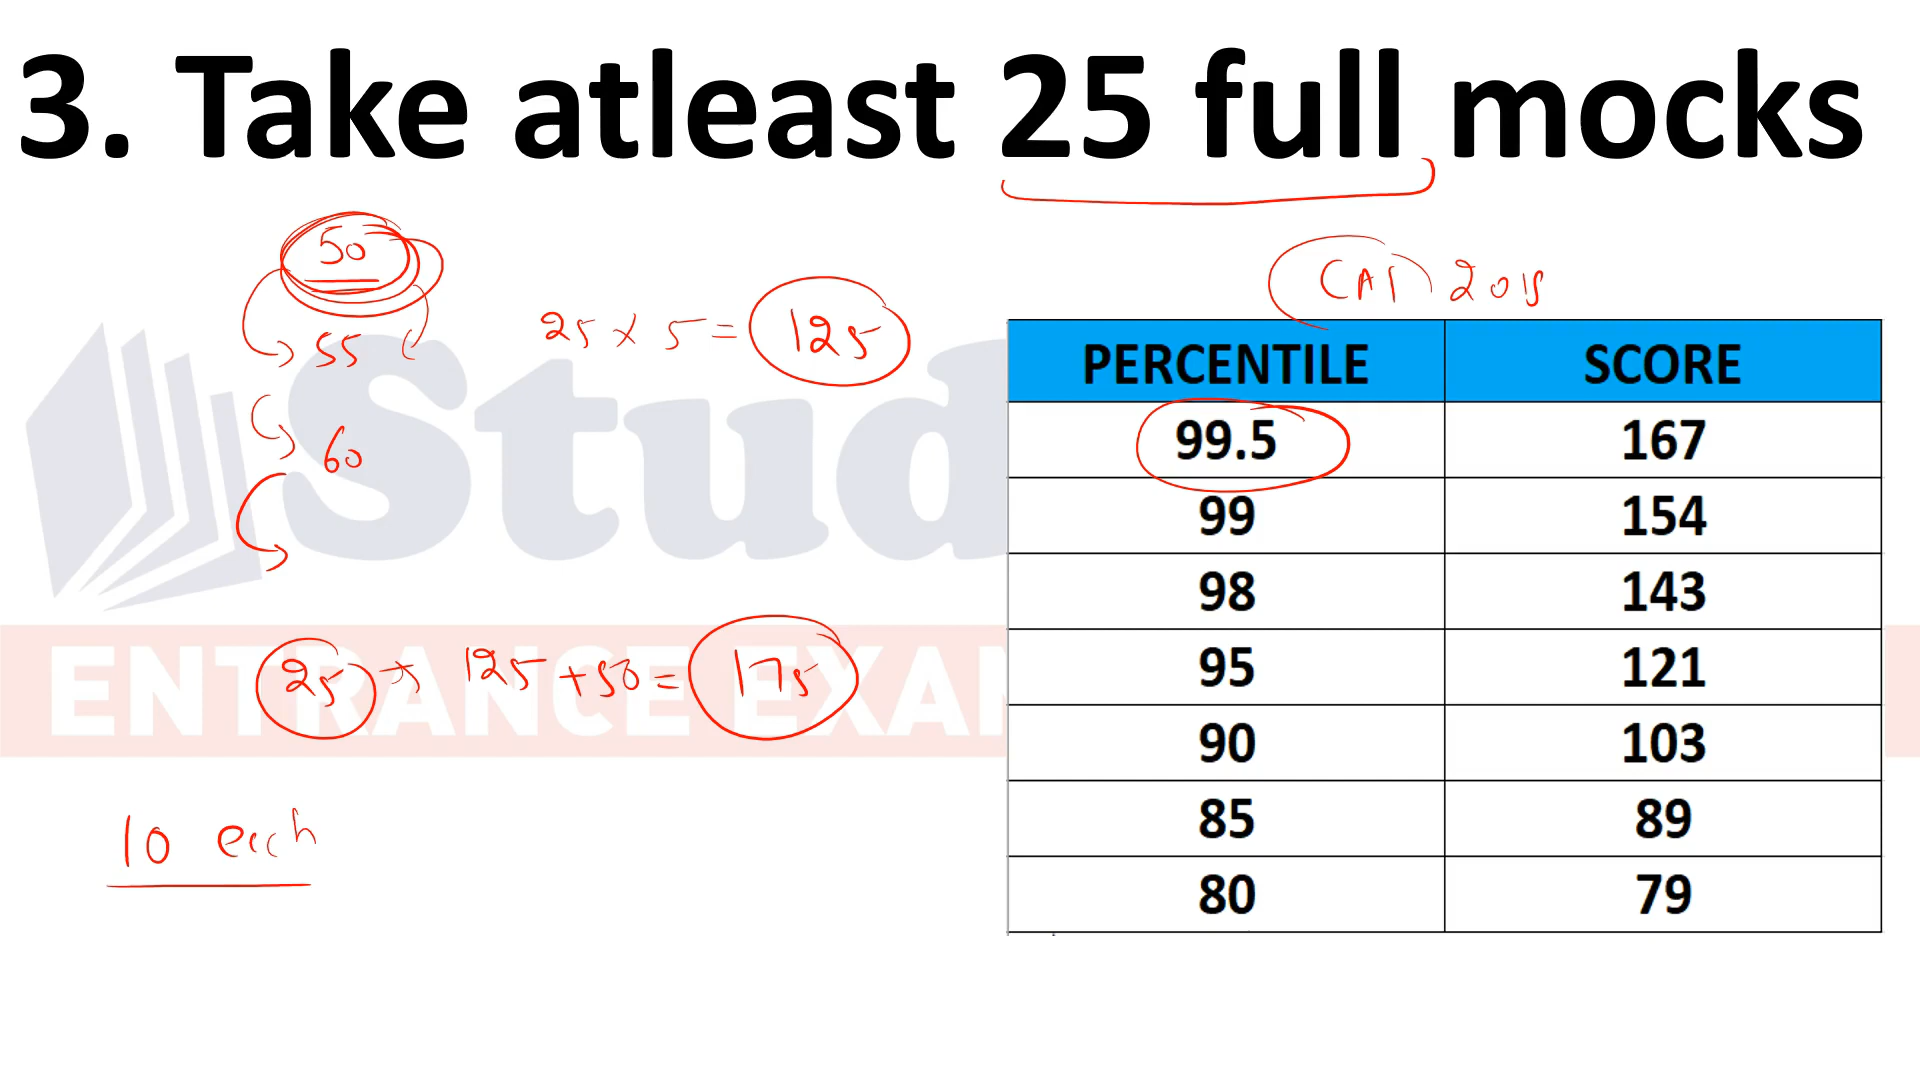 3. Take atleast 25 full mocks
50
55
60
25 x 5 = 125
25 → 125 + 50 = 175
10 each
CAT
PERCENTILE SCORE
99.5 167
99 154
98 143
95 121
90 103
85 89
80 79
Stud
ENTRANCE EXAM